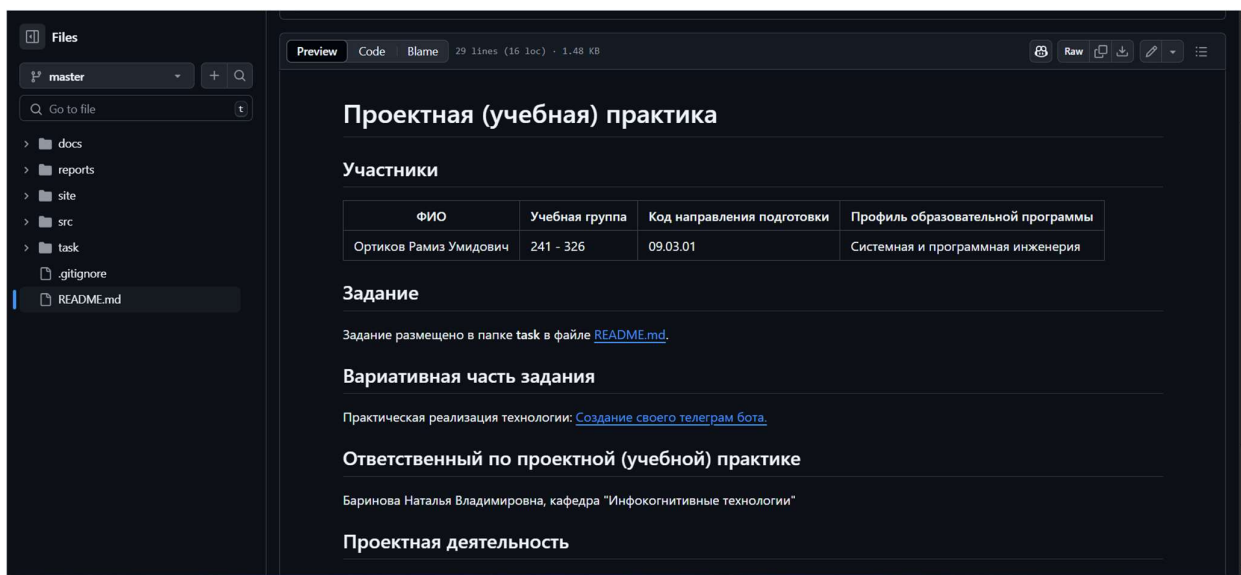 Files
master
Go to file
t
docs
reports
site
src
task
.gitignore
README.md
Preview Code Blame 29 lines (16 loc) · 1.48 KB
Raw
Проектная (учебная) практика
Участники
ФИО Учебная группа Код направления подготовки Профиль образовательной программы
Ортиков Рамиз Умидович 241 - 326 09.03.01 Системная и программная инженерия
Задание
Задание размещено в папке task в файле README.md.
Вариативная часть задания
Практическая реализация технологии: Создание своего телеграм бота.
Ответственный по проектной (учебной) практике
Баринова Наталья Владимировна, кафедра "Инфокогнитивные технологии"
Проектная деятельность